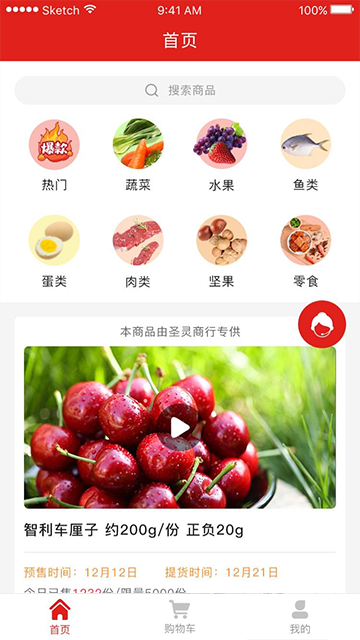 Sketch 9:41 AM 100%
首页
搜索商品
爆款
热门 蔬菜 水果 鱼类
蛋类 肉类 坚果 零食
本商品由圣灵商行专供
智利车厘子 约200g/份 正负20g
预售时间：12月12日 提货时间：12月21日
今日已售1232份/限量5000份
首页 购物车 我的